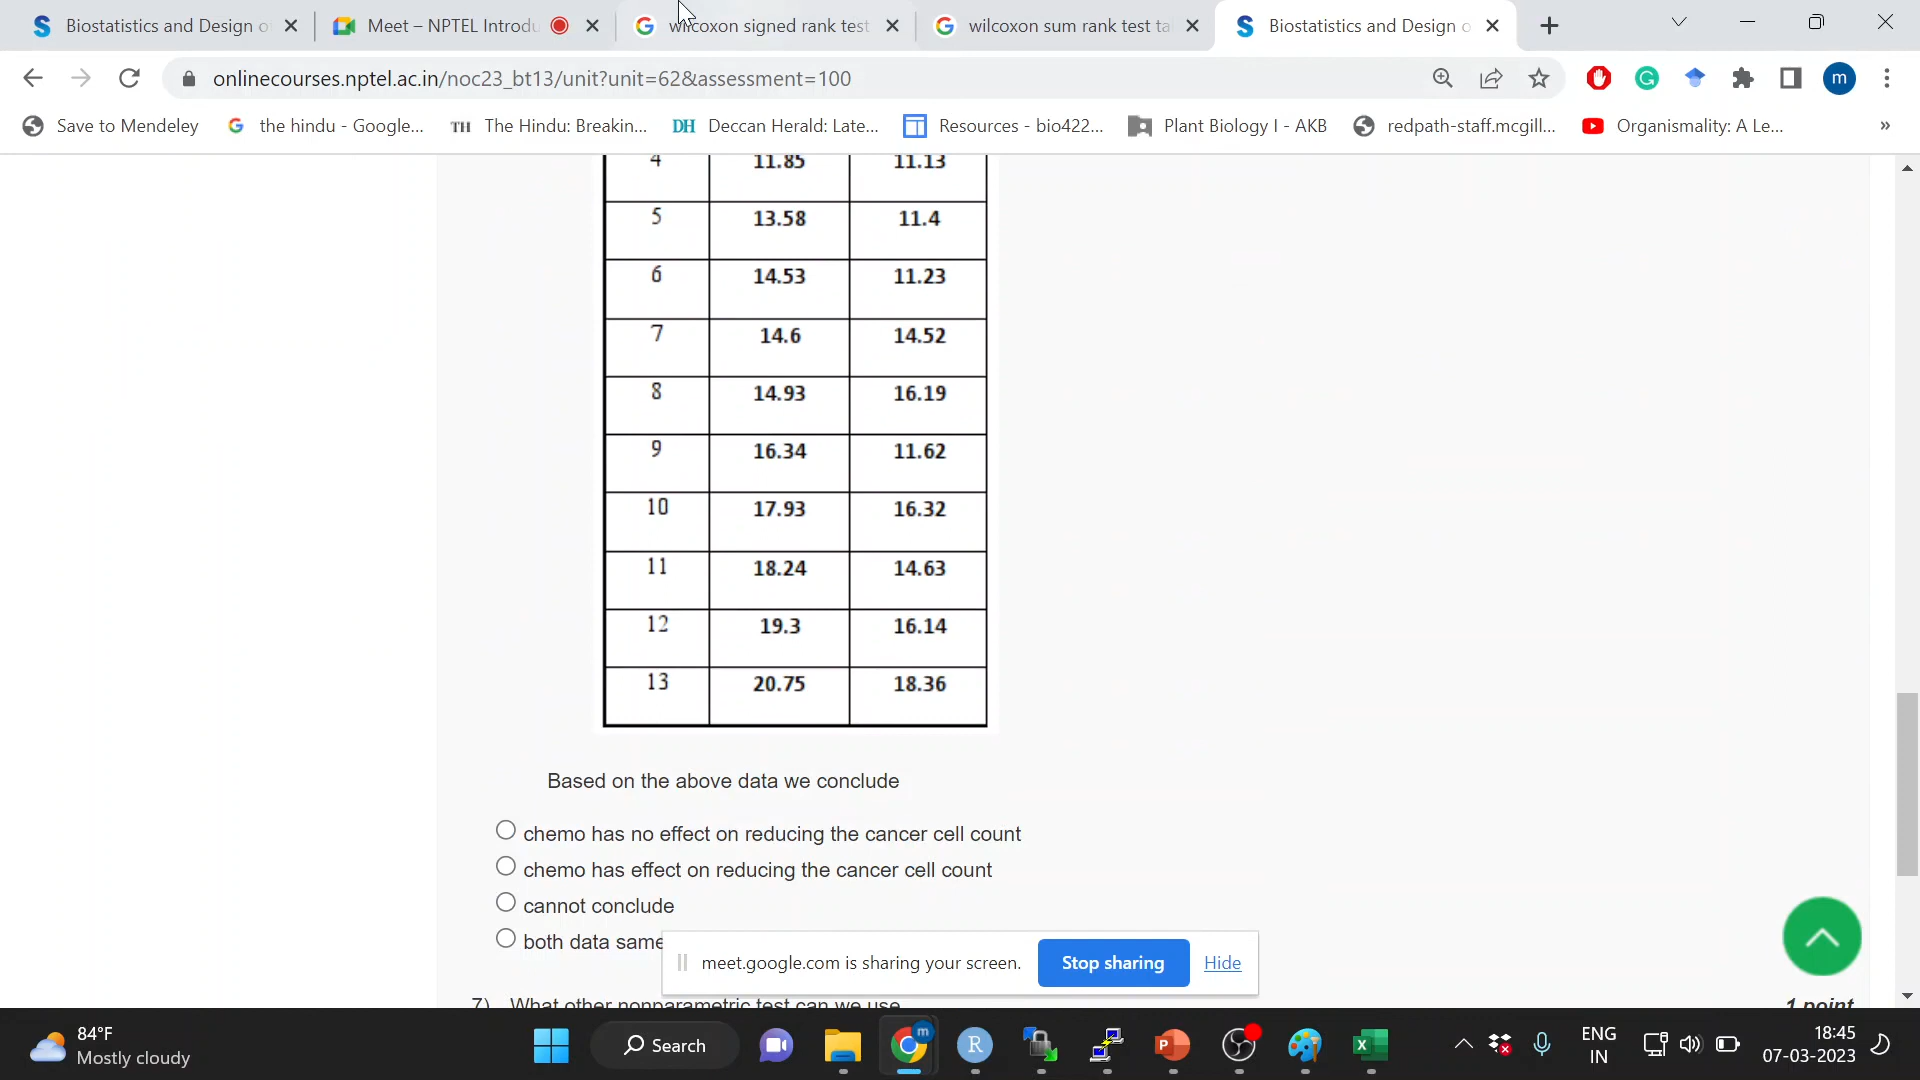 Biostatistics and Design o
Meet – NPTEL Introdu
wilcoxon signed rank test
wilcoxon sum rank test ta
Biostatistics and Design o
onlinecourses.nptel.ac.in/noc23_bt13/unit?unit=62&assessment=100
m
Save to Mendeley
the hindu - Google...
TH The Hindu: Breakin...
DH Deccan Herald: Late...
Resources - bio422...
Plant Biology I - AKB
redpath-staff.mcgill...
Organismality: A Le...
»
4 11.85 11.13
5 13.58 11.4
6 14.53 11.23
7 14.6 14.52
8 14.93 16.19
9 16.34 11.62
10 17.93 16.32
11 18.24 14.63
12 19.3 16.14
13 20.75 18.36
Based on the above data we conclude
chemo has no effect on reducing the cancer cell count
chemo has effect on reducing the cancer cell count
cannot conclude
both data same
meet.google.com is sharing your screen.
Stop sharing
Hide
7) What other nonparametric test can we use
1 point
84°F
Mostly cloudy
Search
ENG
IN
18:45
07-03-2023